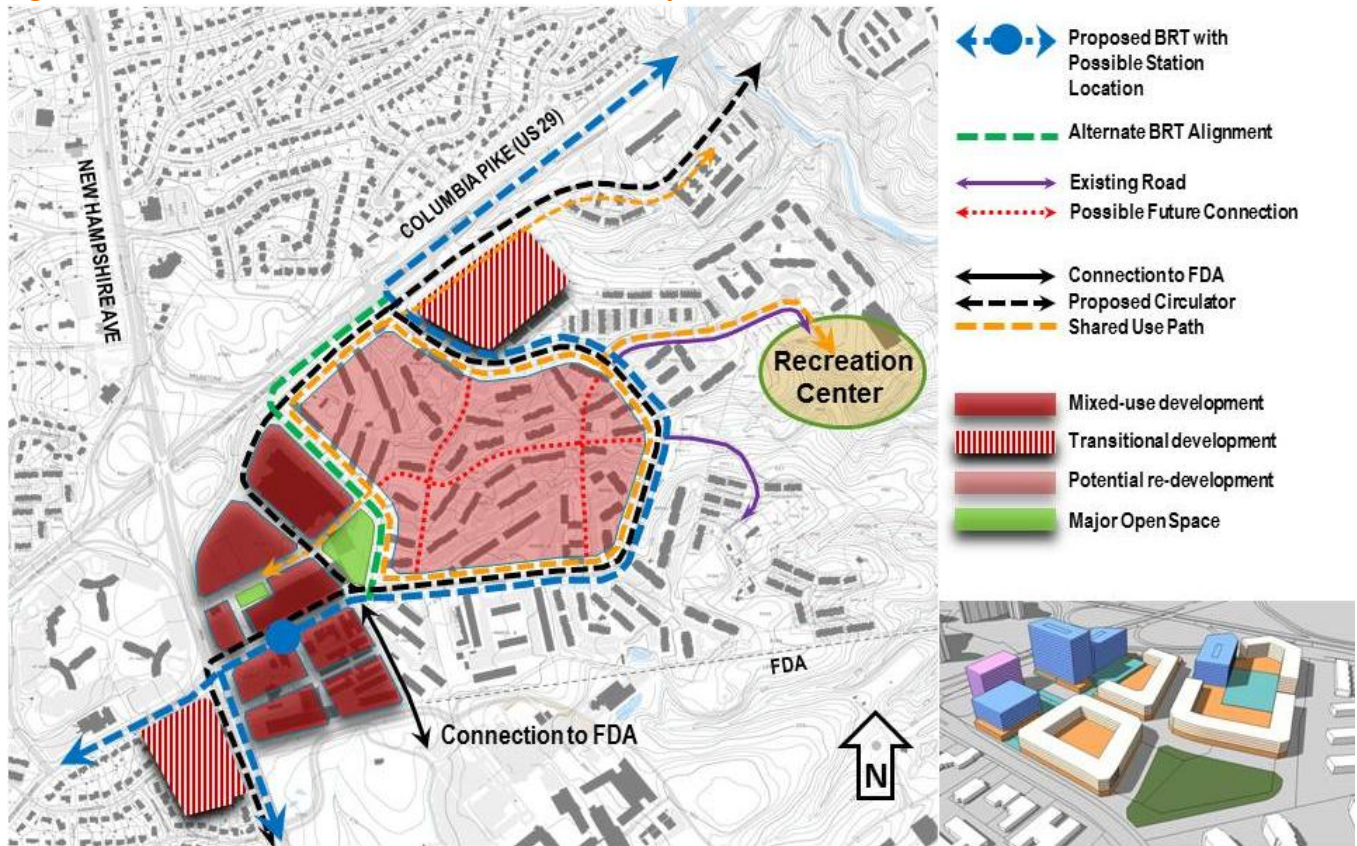 NEW HAMPSHIRE AVE
COLUMBIA PIKE (US 29)
Recreation
Center
FDA
Connection to FDA
N
Proposed BRT with
Possible Station
Location
Alternate BRT Alignment
Existing Road
Possible Future Connection
Connection to FDA
Proposed Circulator
Shared Use Path
Mixed-use development
Transitional development
Potential re-development
Major Open Space